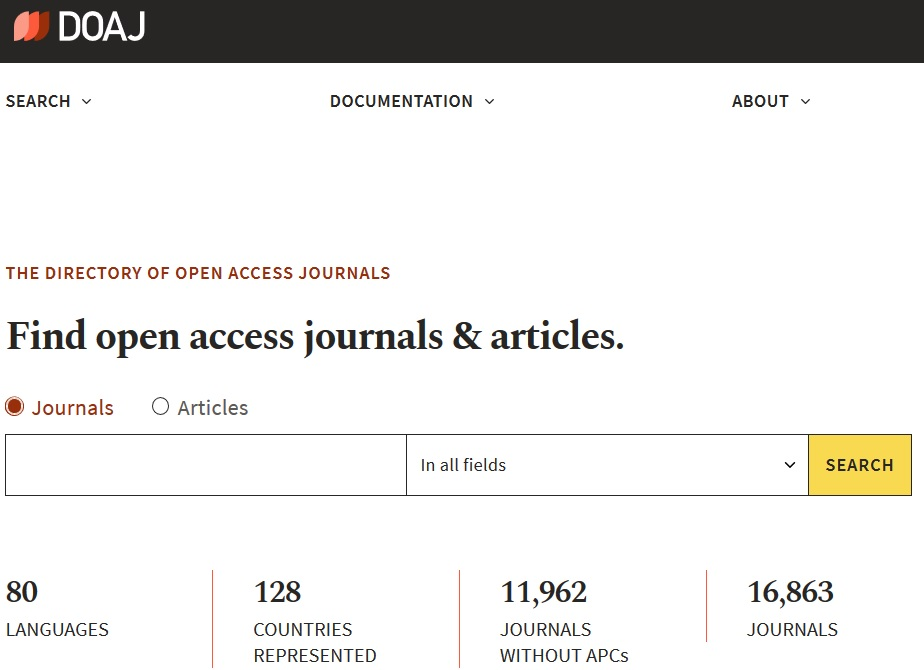 DOAJ
SEARCH
DOCUMENTATION
ABOUT
THE DIRECTORY OF OPEN ACCESS JOURNALS
Find open access journals & articles.
Journals
Articles
In all fields
SEARCH
80
LANGUAGES
128
COUNTRIES
REPRESENTED
11,962
JOURNALS
WITHOUT APCs
16,863
JOURNALS